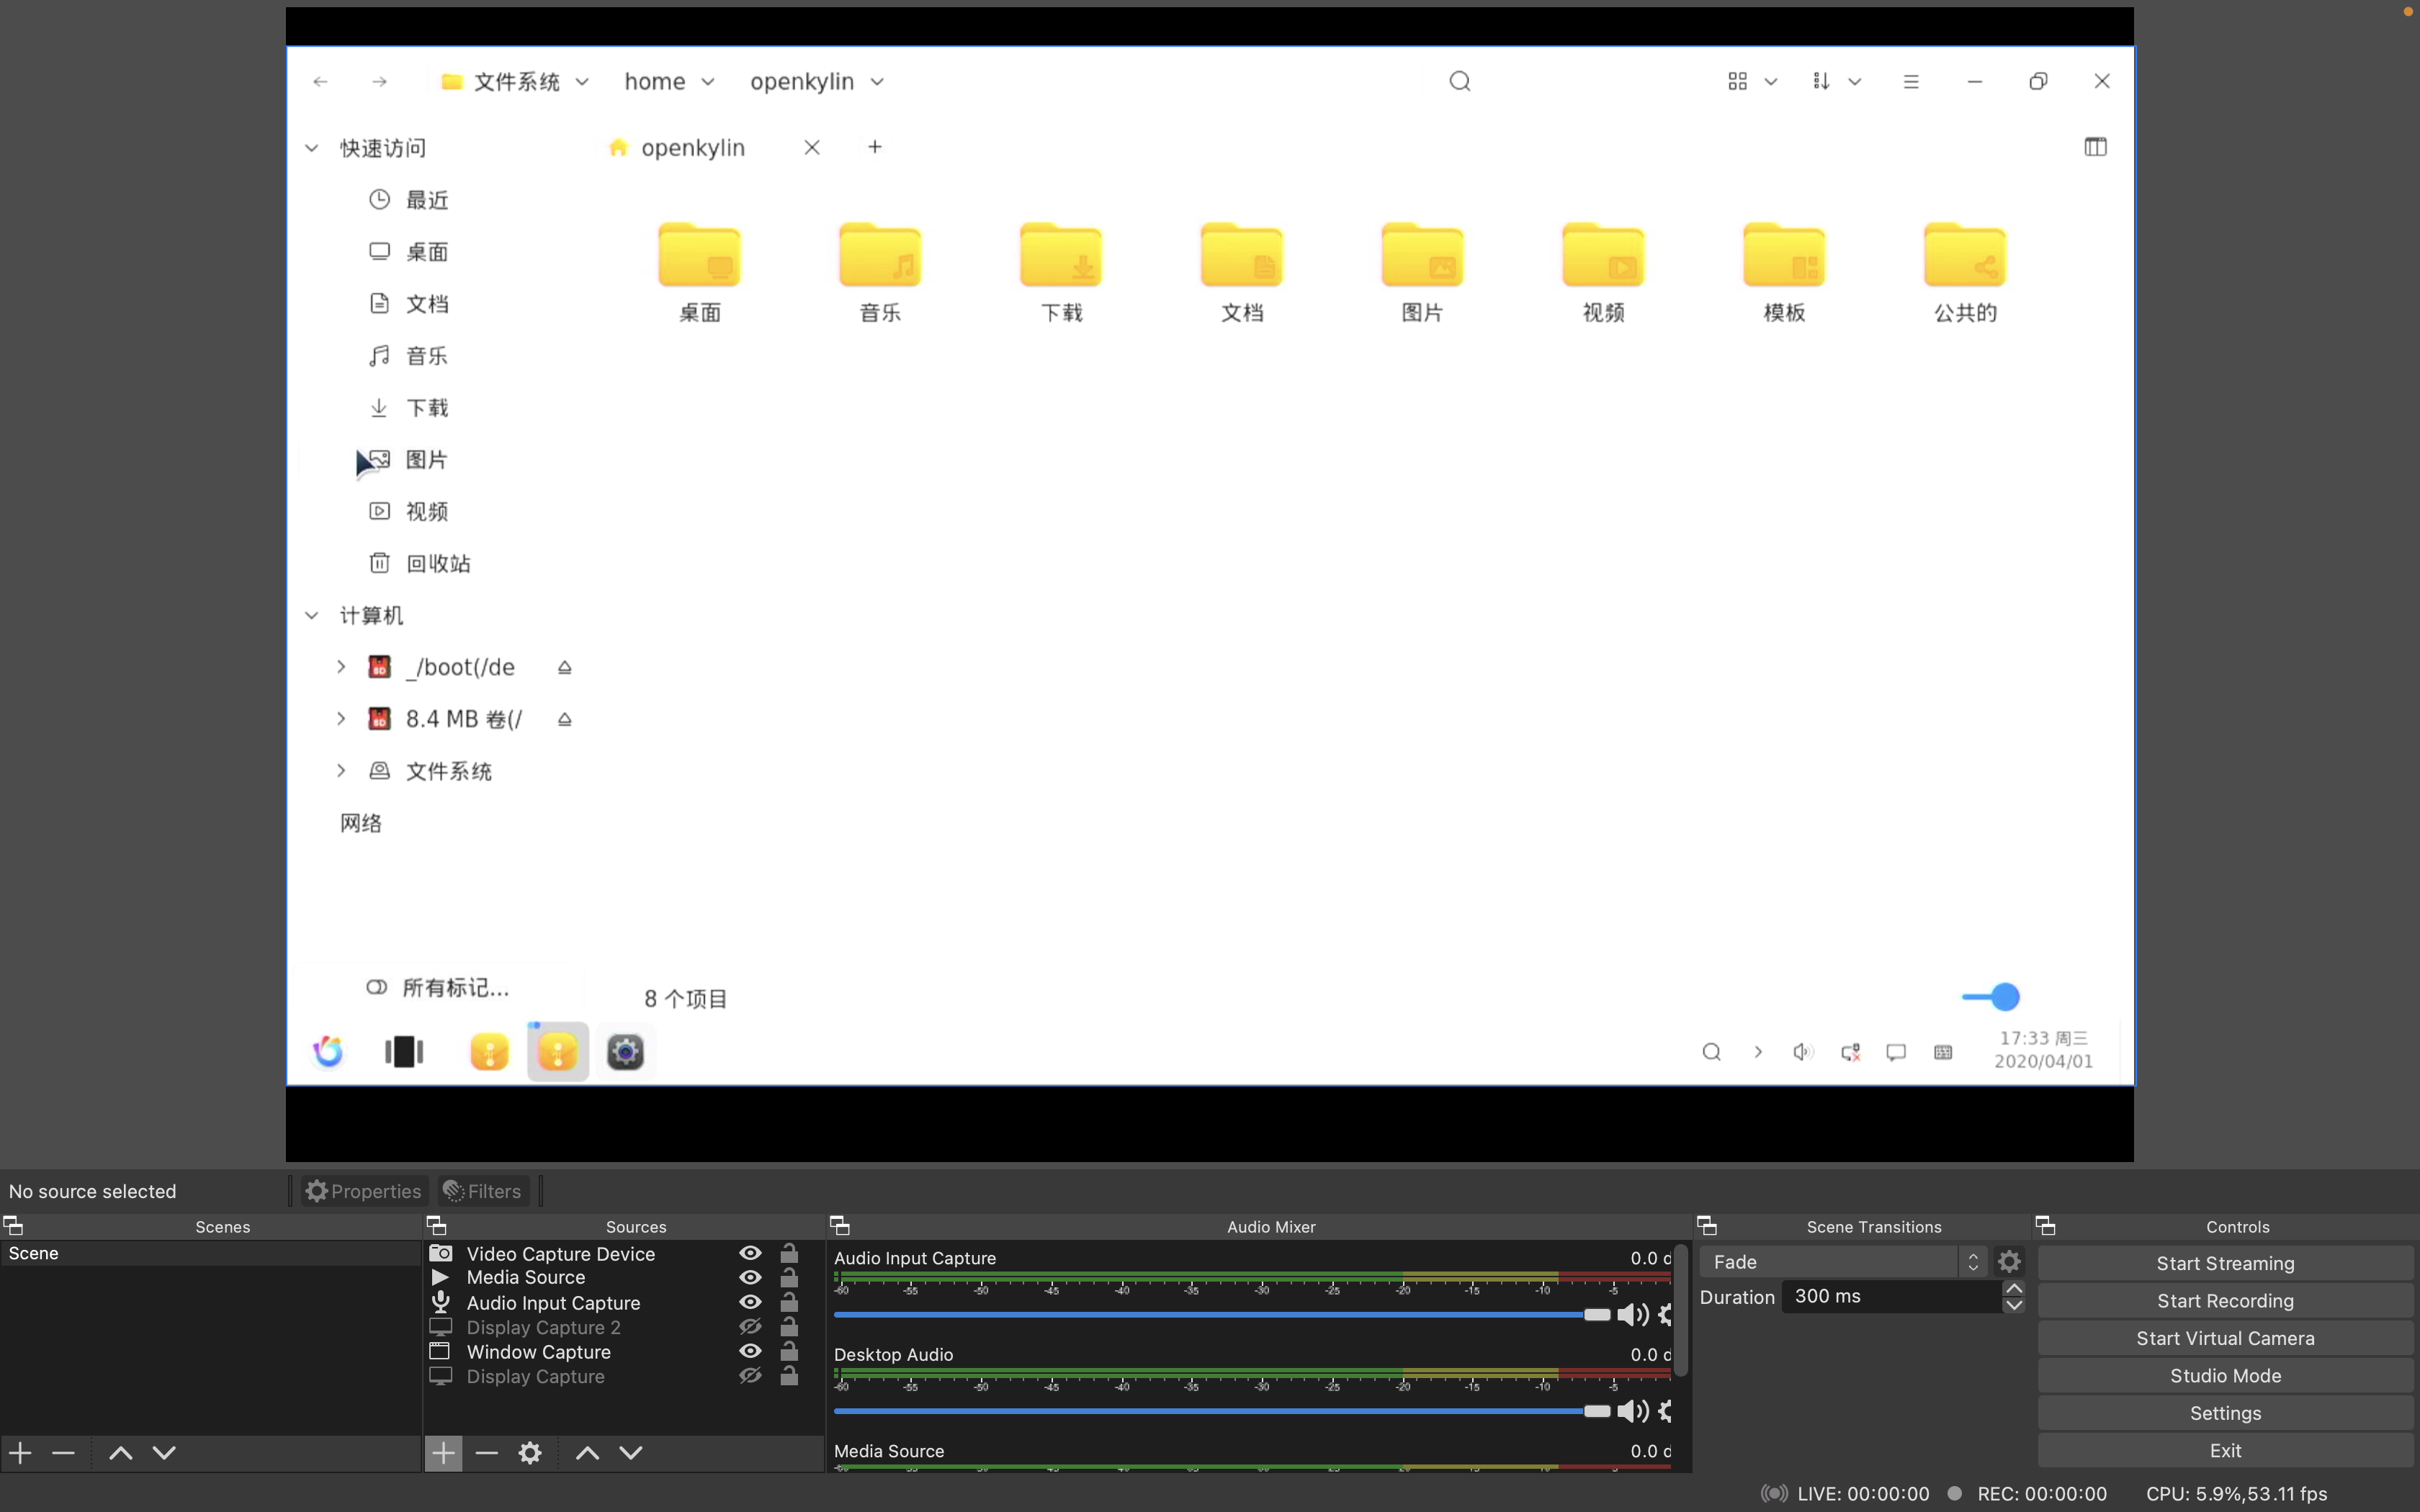 文件系统 home openkylin
快速访问
openkylin
最近
桌面
文档
音乐
下载
图片
视频
回收站
桌面 音乐 下载 文档 图片 视频 模板 公共的
计算机
_/boot(/de
8.4 MB 卷(/
文件系统
网络
所有标记...
8 个项目
17:33 周三
2020/04/01
No source selected
Properties
Filters
Scenes
Scene
Sources
Video Capture Device
Media Source
Audio Input Capture
Display Capture 2
Window Capture
Display Capture
Audio Mixer
Audio Input Capture 0.0 d
-60 -55 -50 -45 -40 -35 -30 -25 -20 -15 -10 -5
Desktop Audio 0.0 d
-60 -55 -50 -45 -40 -35 -30 -25 -20 -15 -10 -5
Media Source 0.0 d
Scene Transitions
Fade
Duration 300 ms
Controls
Start Streaming
Start Recording
Start Virtual Camera
Studio Mode
Settings
Exit
LIVE: 00:00:00 REC: 00:00:00 CPU: 5.9%,53.11 fps